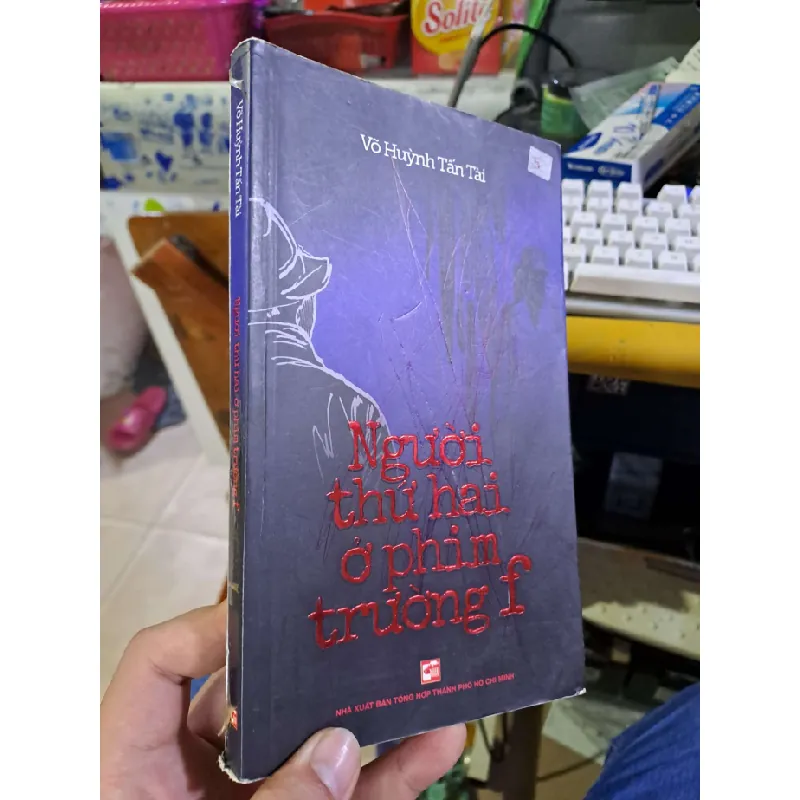 Solite
Võ Huỳnh Tấn Tài
Người
thứ hai
ở phim
trường f
NHÀ XUẤT BẢN TỔNG HỢP THÀNH PHỐ HỒ CHÍ MINH
Võ Huỳnh Tấn Tài
Người thứ hai ở phim trường f